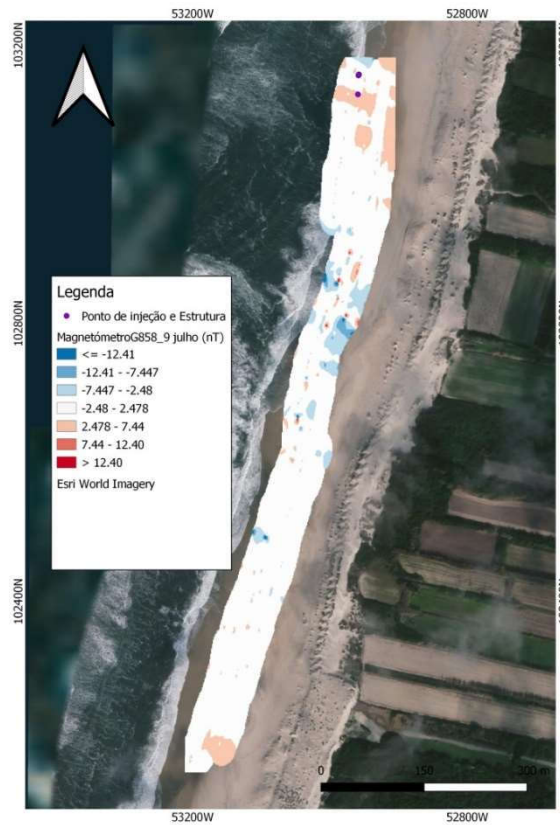 53200W
52800W
103200N
Legenda
Ponto de injeção e Estrutura
MagnetómetroG858_9 julho (nT)
<= -12.41
-12.41 - -7.447
-7.447 - -2.48
-2.48 - 2.478
2.478 - 7.44
7.44 - 12.40
> 12.40
Esri World Imagery
102800N
102400N
0
150
300 m
53200W
52800W